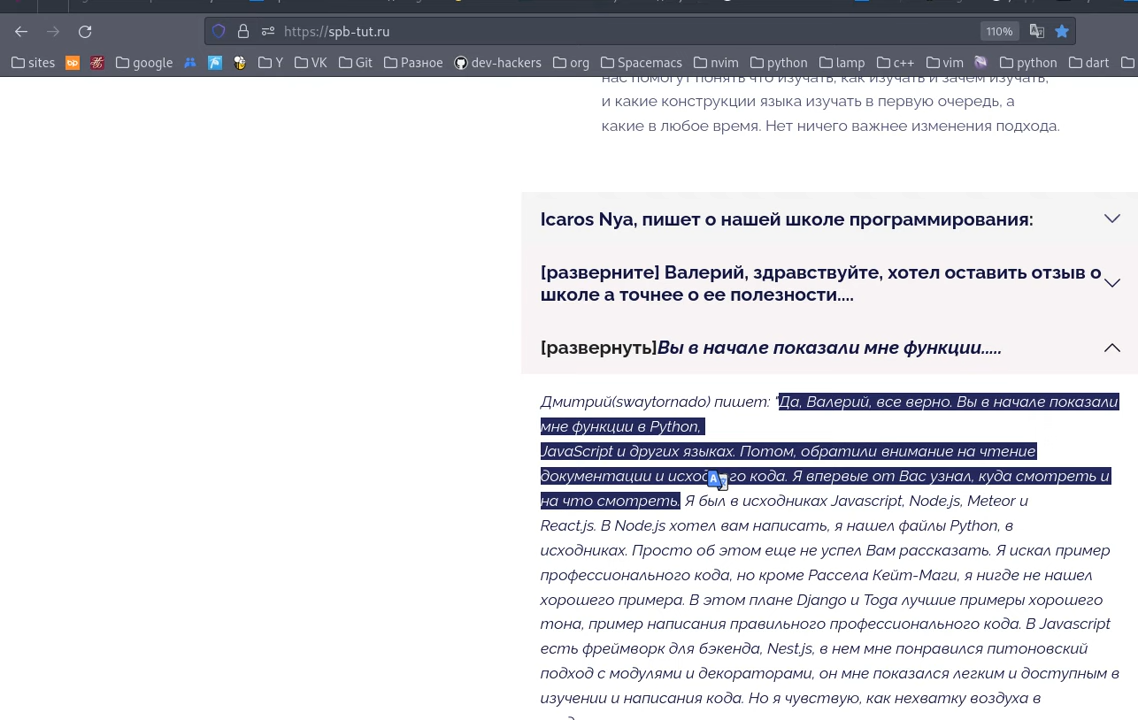 https://spb-tut.ru
110%
sites
bp
google
Y
VK
Git
Разное
dev-hackers
org
Spacemacs
nvim
python
lamp
c++
vim
python
dart
нас помогут понять что изучать, как изучать и зачем изучать,
и какие конструкции языка изучать в первую очередь, а
какие в любое время. Нет ничего важнее изменения подхода.
Icaros Nya, пишет о нашей школе программирования:
[разверните] Валерий, здравствуйте, хотел оставить отзыв о
школе а точнее о ее полезности....
[развернуть]Вы в начале показали мне функции.....
Дмитрий(swaytornado) пишет: "Да, Валерий, все верно. Вы в начале показали
мне функции в Python,
JavaScript и других языках. Потом, обратили внимание на чтение
документации и исходного кода. Я впервые от Вас узнал, куда смотреть и
на что смотреть. Я был в исходниках Javascript, Node.js, Meteor и
React.js. В Node.js хотел вам написать, я нашел файлы Python, в
исходниках. Просто об этом еще не успел Вам рассказать. Я искал пример
профессионального кода, но кроме Рассела Кейт-Маги, я нигде не нашел
хорошего примера. В этом плане Django и Toga лучшие примеры хорошего
тона, пример написания правильного профессионального кода. В Javascript
есть фреймворк для бэкенда, Nest.js, в нем мне понравился питоновский
подход с модулями и декораторами, он мне показался легким и доступным в
изучении и написания кода. Но я чувствую, как нехватку воздуха в